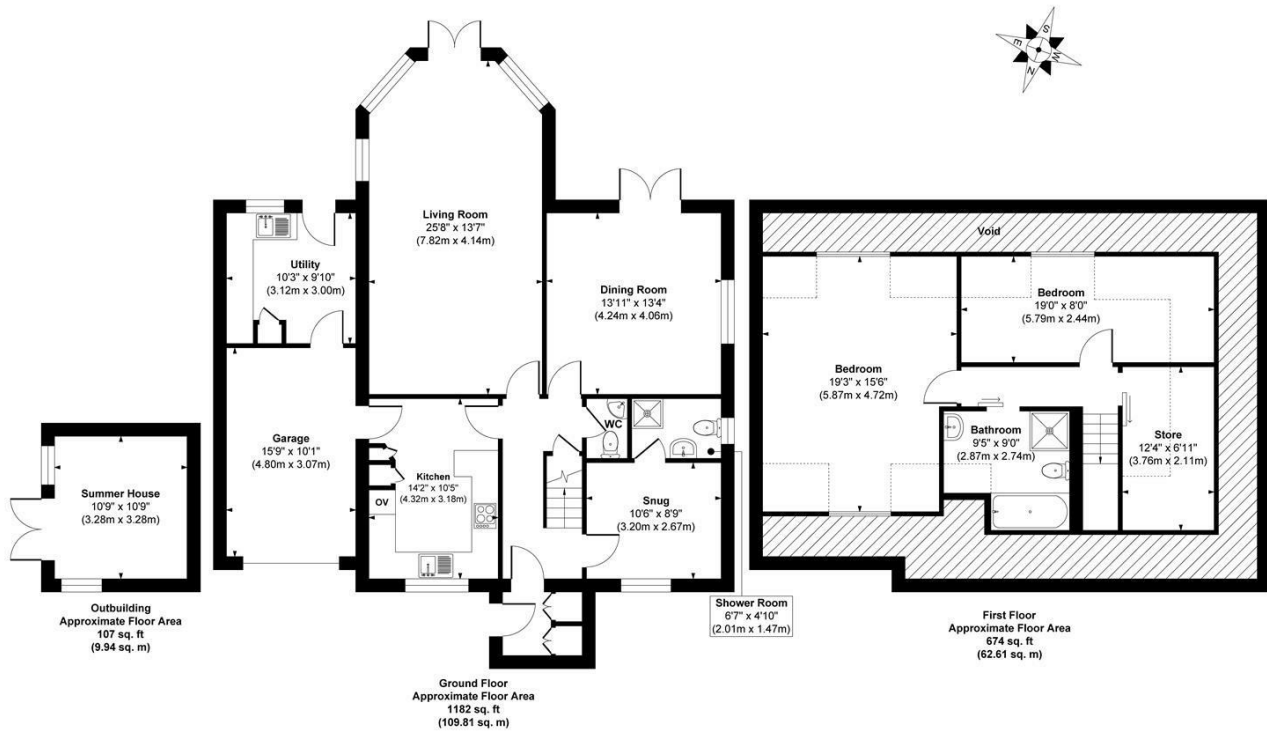 S
E
W
N
Living Room
25'8" x 13'7"
(7.82m x 4.14m)
Utility
10'3" x 9'10"
(3.12m x 3.00m)
Dining Room
13'11" x 13'4"
(4.24m x 4.06m)
Garage
15'9" x 10'1"
(4.80m x 3.07m)
WC
Kitchen
14'2" x 10'5"
(4.32m x 3.18m)
OV
Snug
10'6" x 8'9"
(3.20m x 2.67m)
Shower Room
6'7" x 4'10"
(2.01m x 1.47m)
Ground Floor
Approximate Floor Area
1182 sq. ft
(109.81 sq. m)
Summer House
10'9" x 10'9"
(3.28m x 3.28m)
Outbuilding
Approximate Floor Area
107 sq. ft
(9.94 sq. m)
Void
Bedroom
19'0" x 8'0"
(5.79m x 2.44m)
Bedroom
19'3" x 15'6"
(5.87m x 4.72m)
Bathroom
9'5" x 9'0"
(2.87m x 2.74m)
Store
12'4" x 6'11"
(3.76m x 2.11m)
First Floor
Approximate Floor Area
674 sq. ft
(62.61 sq. m)